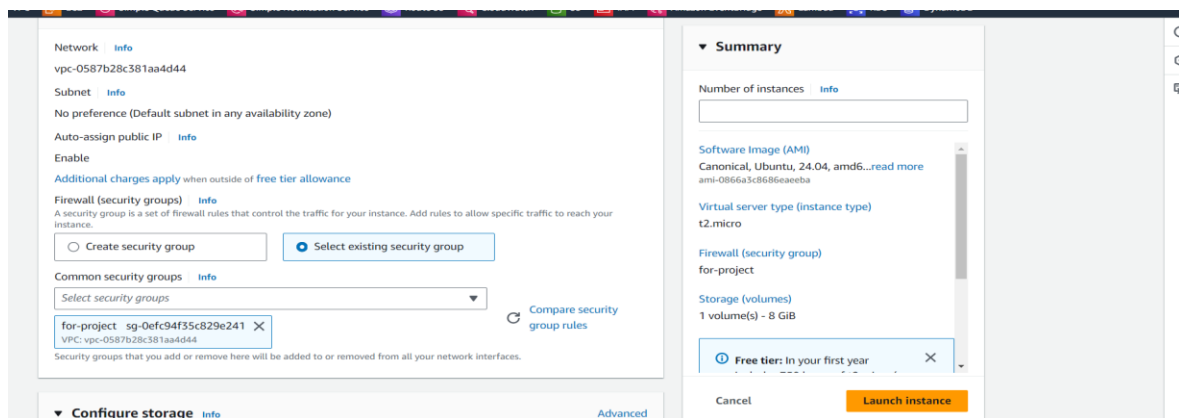 Network Info
vpc-0587b28c381aa4d44
Subnet Info
No preference (Default subnet in any availability zone)
Auto-assign public IP Info
Enable
Additional charges apply when outside of free tier allowance
Firewall (security groups) Info
A security group is a set of firewall rules that control the traffic for your instance. Add rules to allow specific traffic to reach your
instance.
Create security group
Select existing security group
Common security groups Info
Select security groups
Compare security
group rules
for-project sg-0efc94f35c829e241
VPC: vpc-0587b28c381aa4d44
Security groups that you add or remove here will be added to or removed from all your network interfaces.
Configure storage Info
Advanced
Summary
Number of instances Info
Software Image (AMI)
Canonical, Ubuntu, 24.04, amd6...read more
ami-0866a3c8686eaeeba
Virtual server type (instance type)
t2.micro
Firewall (security group)
for-project
Storage (volumes)
1 volume(s) - 8 GiB
Free tier: In your first year
Cancel
Launch instance